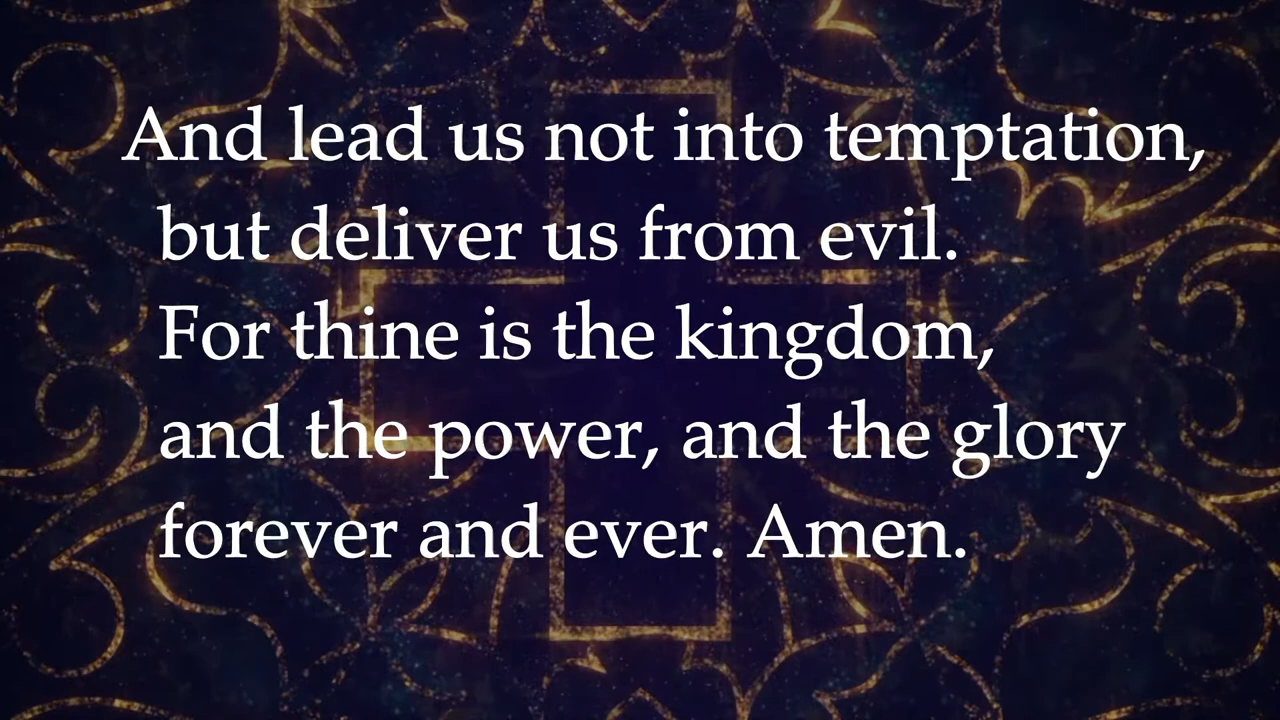 And lead us not into temptation,
but deliver us from evil.
For thine is the kingdom,
and the power, and the glory
forever and ever. Amen.